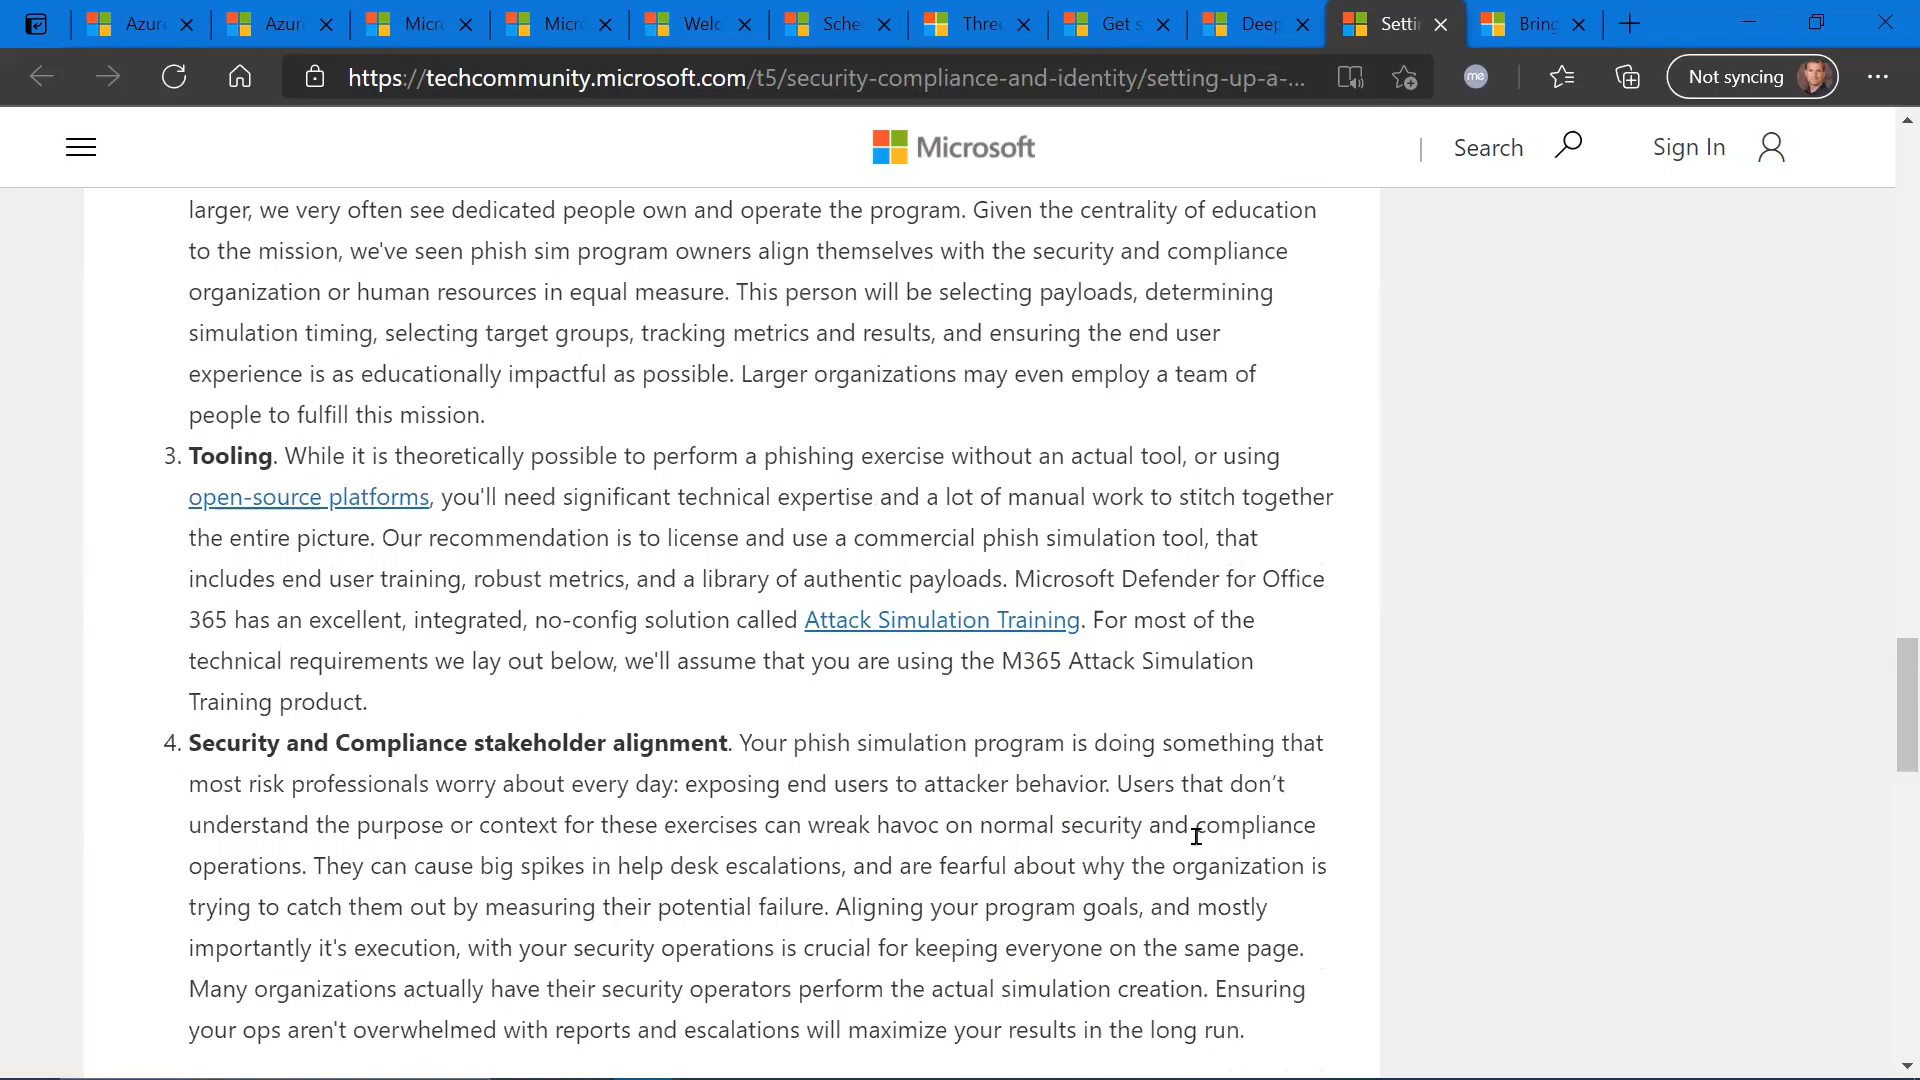 Azur
Azur
Micr
Micr
Welc
Sche
Three
Get s
Deep
Setti
Bring
https://techcommunity.microsoft.com/t5/security-compliance-and-identity/setting-up-a-...
me
Not syncing
Microsoft
Search
Sign In
larger, we very often see dedicated people own and operate the program. Given the centrality of education
to the mission, we've seen phish sim program owners align themselves with the security and compliance
organization or human resources in equal measure. This person will be selecting payloads, determining
simulation timing, selecting target groups, tracking metrics and results, and ensuring the end user
experience is as educationally impactful as possible. Larger organizations may even employ a team of
people to fulfill this mission.
3. Tooling. While it is theoretically possible to perform a phishing exercise without an actual tool, or using
open-source platforms, you'll need significant technical expertise and a lot of manual work to stitch together
the entire picture. Our recommendation is to license and use a commercial phish simulation tool, that
includes end user training, robust metrics, and a library of authentic payloads. Microsoft Defender for Office
365 has an excellent, integrated, no-config solution called Attack Simulation Training. For most of the
technical requirements we lay out below, we'll assume that you are using the M365 Attack Simulation
Training product.
4. Security and Compliance stakeholder alignment. Your phish simulation program is doing something that
most risk professionals worry about every day: exposing end users to attacker behavior. Users that don’t
understand the purpose or context for these exercises can wreak havoc on normal security and compliance
operations. They can cause big spikes in help desk escalations, and are fearful about why the organization is
trying to catch them out by measuring their potential failure. Aligning your program goals, and mostly
importantly it's execution, with your security operations is crucial for keeping everyone on the same page.
Many organizations actually have their security operators perform the actual simulation creation. Ensuring
your ops aren't overwhelmed with reports and escalations will maximize your results in the long run.